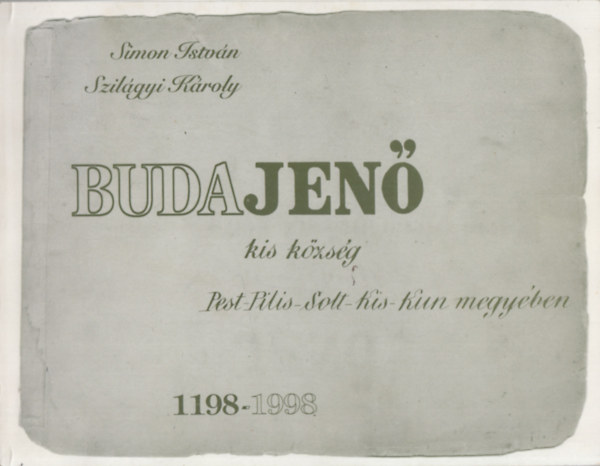 Simon István
Szilágyi Károly
BUDAJENŐ
kis község
Pest-Pilis-Solt-Kis-Kun megyében
1198-1998